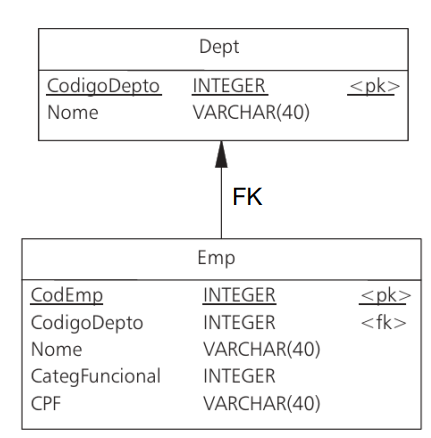 Dept
CodigoDepto INTEGER <pk>
Nome VARCHAR(40)
FK
Emp
CodEmp INTEGER <pk>
CodigoDepto INTEGER <fk>
Nome VARCHAR(40)
CategFuncional INTEGER
CPF VARCHAR(40)